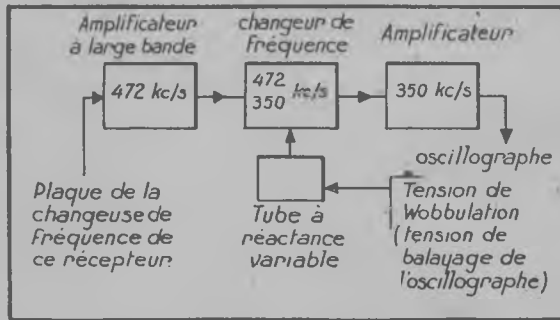 Amplificateur
à large bande
changeur de
fréquence
Amplificateur
472 kc/s
472
350
kc/s
350 kc/s
oscillographe
Plaque de la
changeuse de
fréquence de
ce récepteur.
Tube à
réactance
variable
Tension de
Wobbulation
(tension de
balayage de
l'oscillographe)